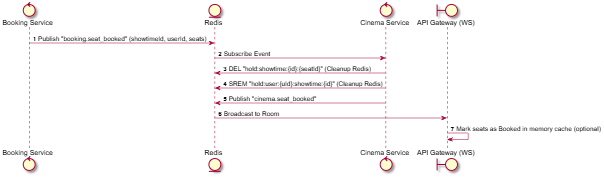 Booking Service Redis Cinema Service API Gateway (WS)
1 Publish "booking.seat_booked" (showtimeId, userId, seats)
2 Subscribe Event
3 DEL "hold:showtime:{id}:{seatId}" (Cleanup Redis)
4 SREM "hold:user:{uid}:showtime:{id}" (Cleanup Redis)
5 Publish "cinema.seat_booked"
6 Broadcast to Room
7 Mark seats as Booked in memory cache (optional)
Booking Service Redis Cinema Service API Gateway (WS)